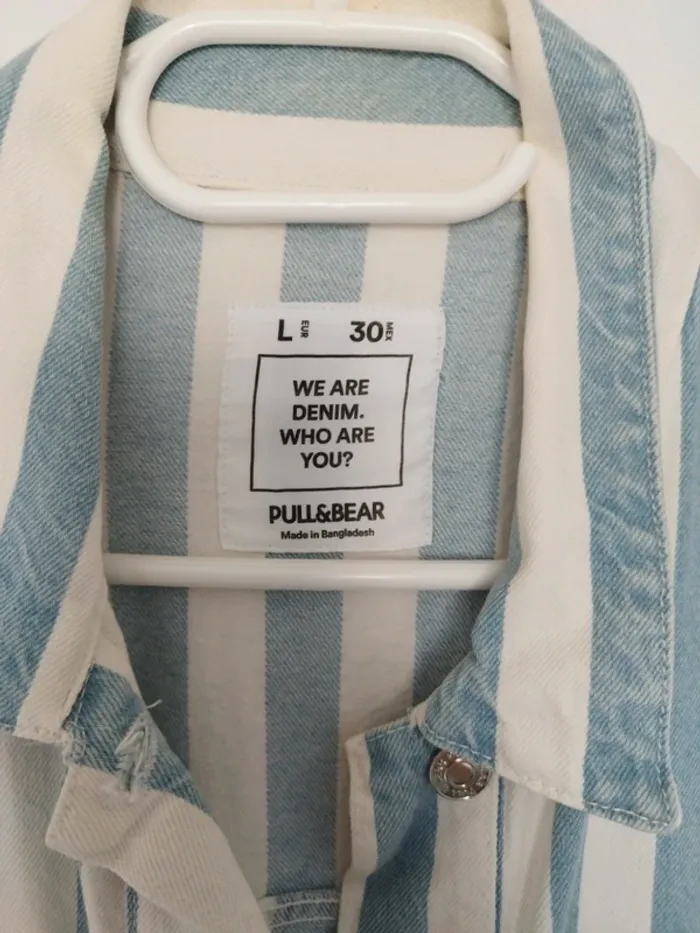 L EUR 30 MEX
WE ARE
DENIM.
WHO ARE
YOU?
PULL&BEAR
Made in Bangladesh